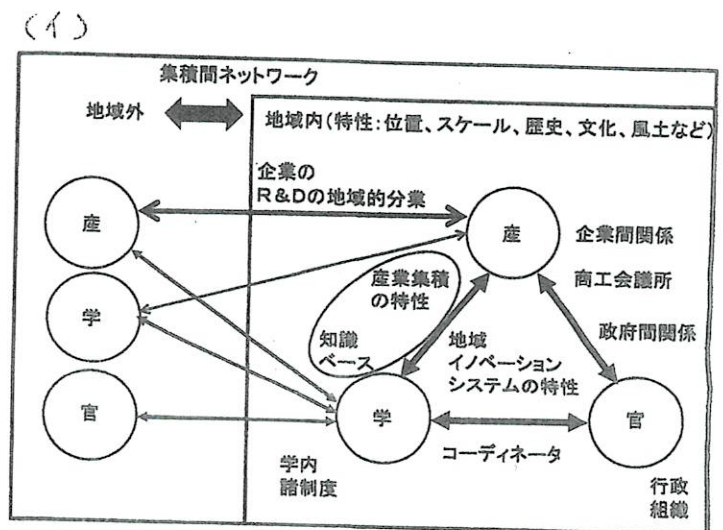 (イ)
集積間ネットワーク
地域外
地域内(特性:位置、スケール、歴史、文化、風土など)
企業の
R&Dの地域的分業
産
産
企業間関係
産業集積
の特性
商工会議所
学
知識
ベース
地域
イノベーション
システムの特性
政府間関係
官
学
官
コーディネータ
学内
諸制度
行政
組織